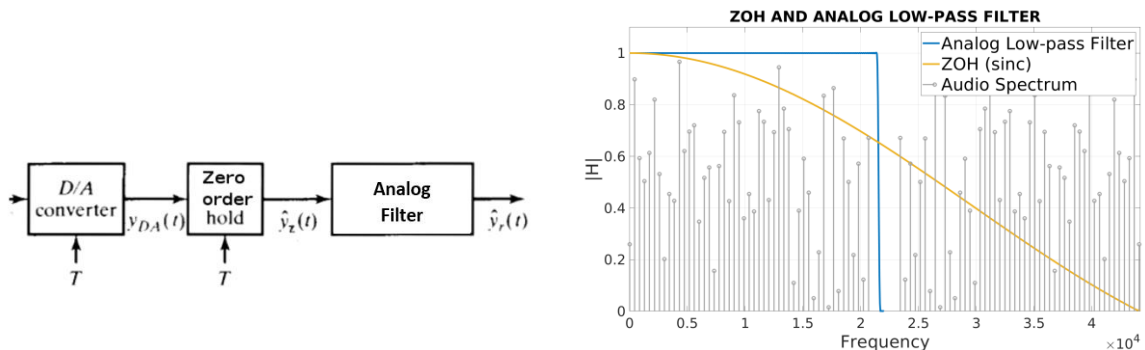 D/A
converter
y_DA(t)
Zero
order
hold
ŷ_z(t)
Analog
Filter
ŷ_r(t)
T
T
ZOH AND ANALOG LOW-PASS FILTER
Analog Low-pass Filter
ZOH (sinc)
Audio Spectrum
|H|
1
0.8
0.6
0.4
0.2
0
0 0.5 1 1.5 2 2.5 3 3.5 4
Frequency
×10⁴